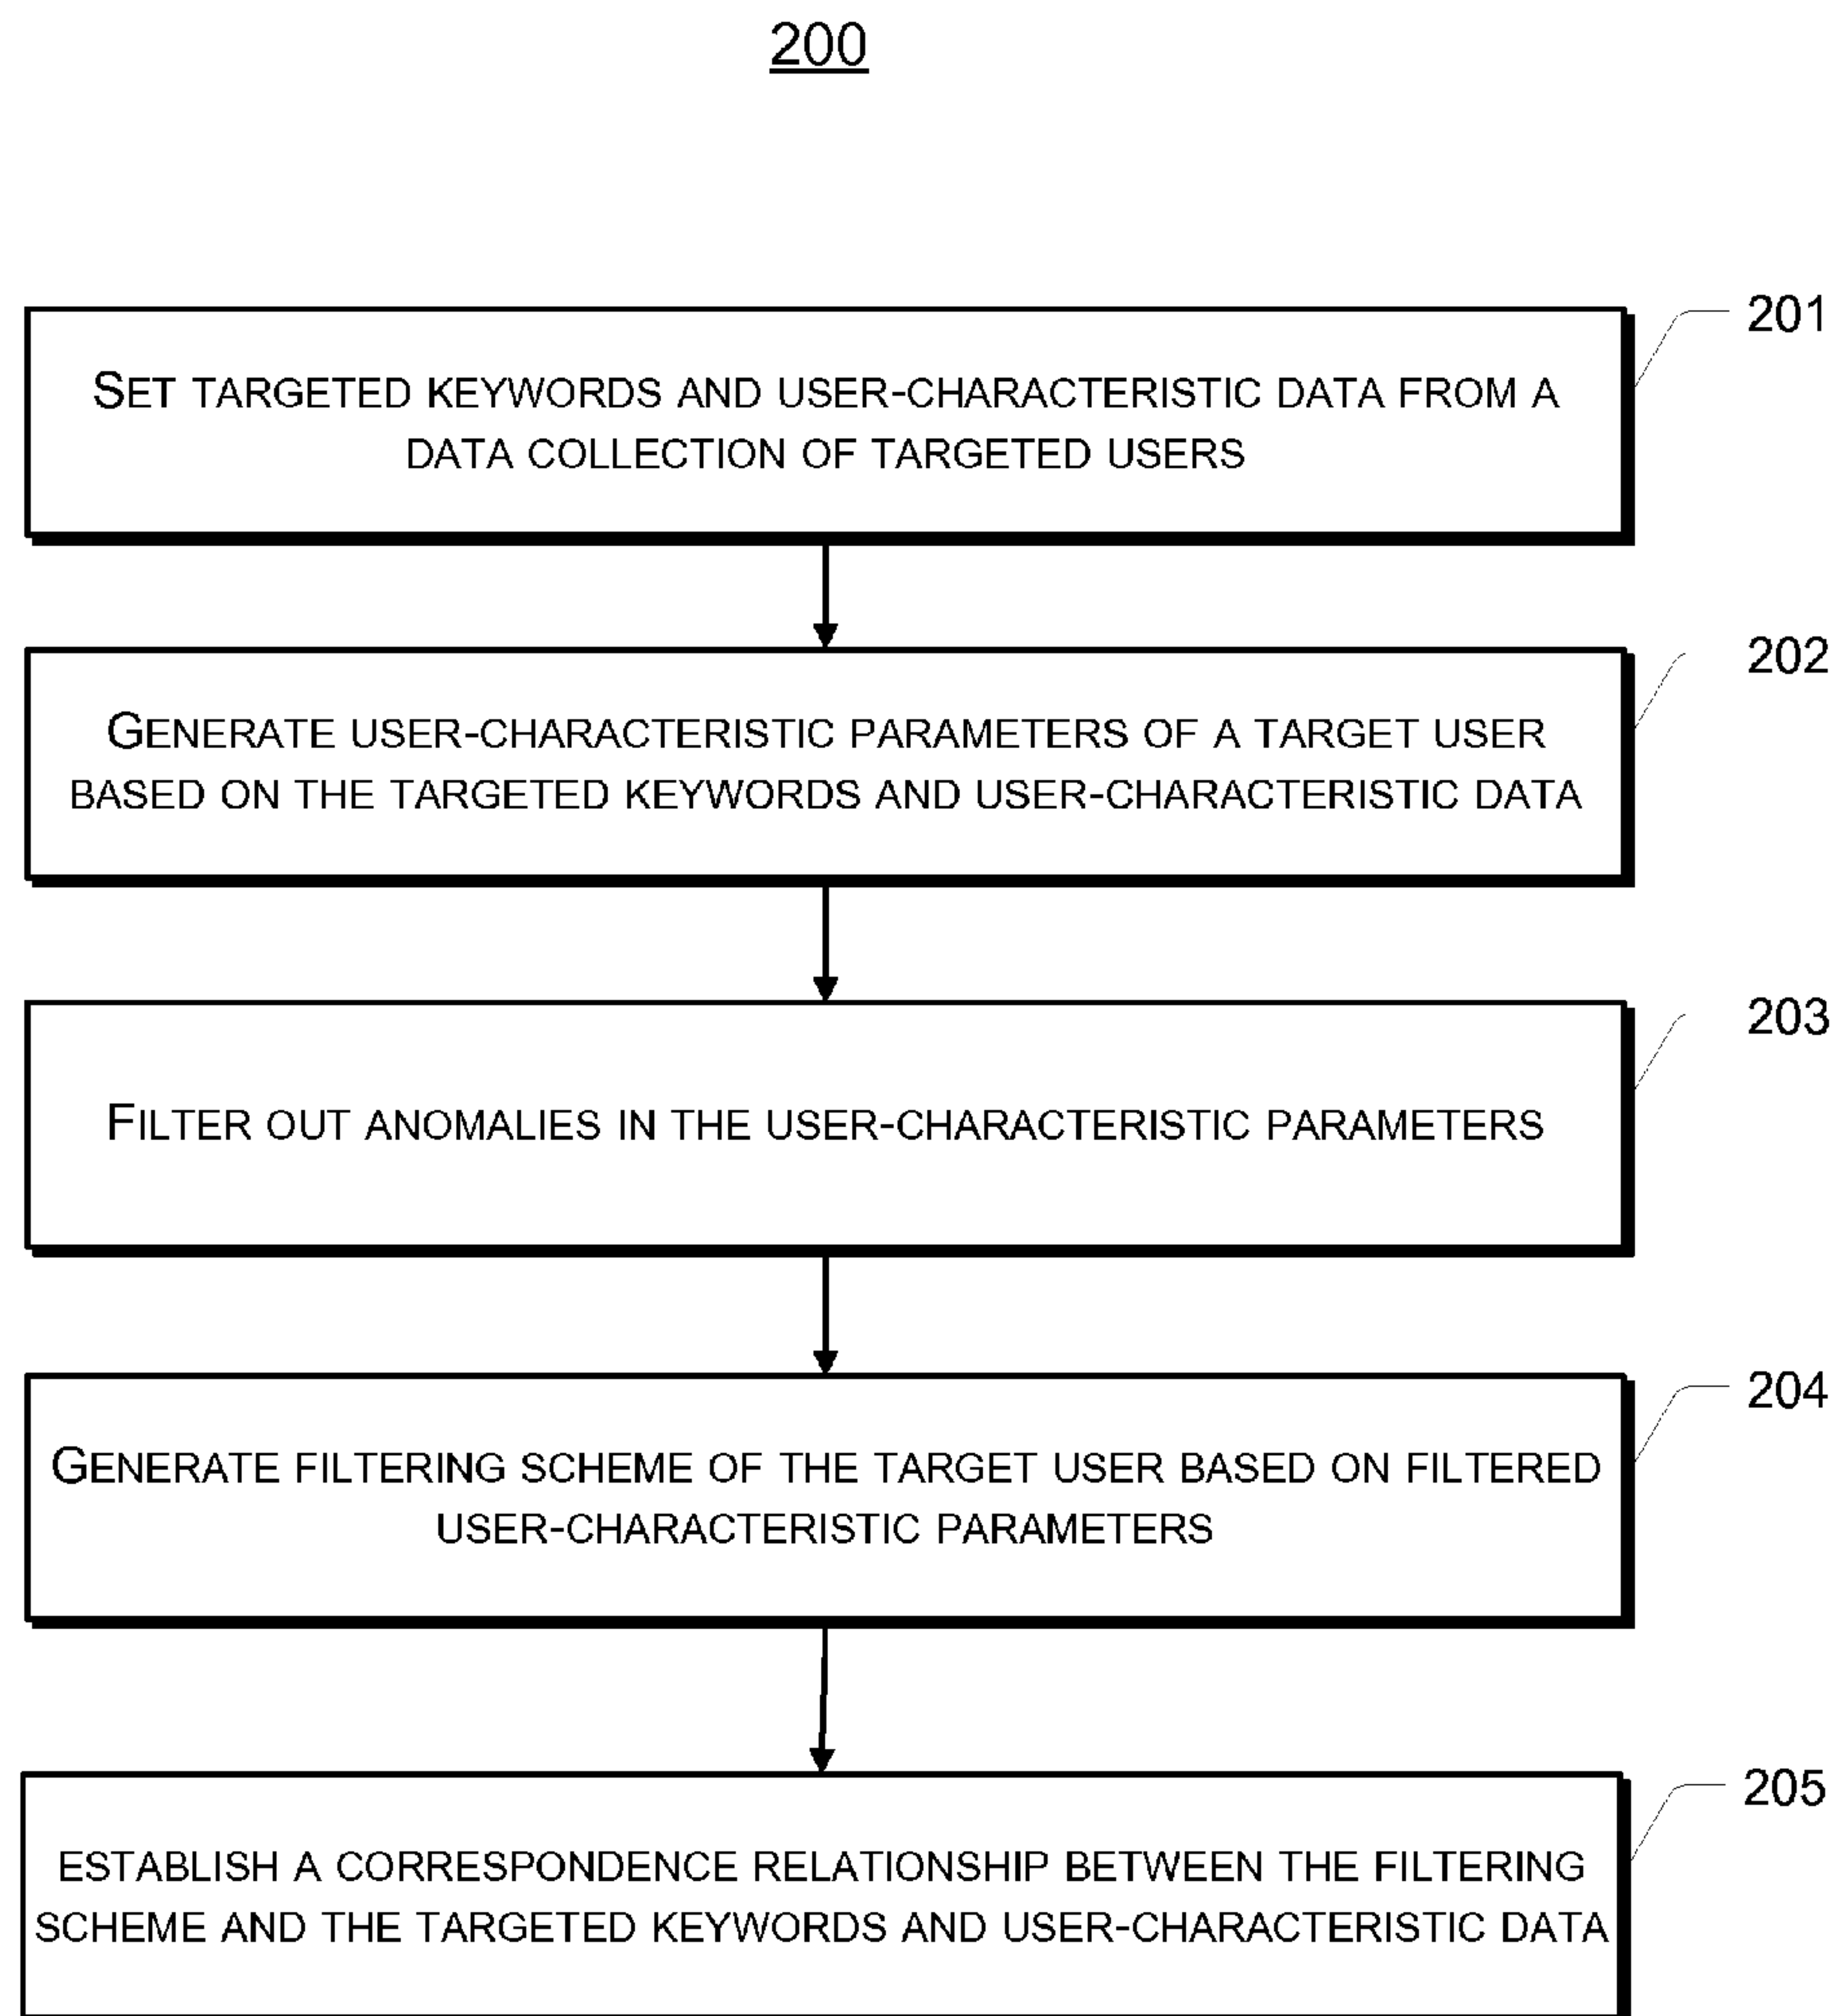 200
201
SET TARGETED KEYWORDS AND USER-CHARACTERISTIC DATA FROM A
DATA COLLECTION OF TARGETED USERS
202
GENERATE USER-CHARACTERISTIC PARAMETERS OF A TARGET USER
BASED ON THE TARGETED KEYWORDS AND USER-CHARACTERISTIC DATA
203
FILTER OUT ANOMALIES IN THE USER-CHARACTERISTIC PARAMETERS
204
GENERATE FILTERING SCHEME OF THE TARGET USER BASED ON FILTERED
USER-CHARACTERISTIC PARAMETERS
205
ESTABLISH A CORRESPONDENCE RELATIONSHIP BETWEEN THE FILTERING
SCHEME AND THE TARGETED KEYWORDS AND USER-CHARACTERISTIC DATA